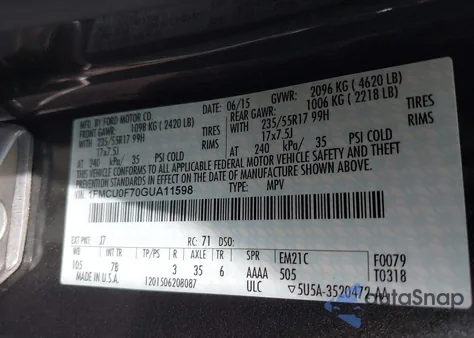 MFD. BY FORD MOTOR CO.
DATE: 06/15 GVWR: 2096 KG ( 4620 LB)
FRONT GAWR: 1098 KG ( 2420 LB) REAR GAWR: 1006 KG ( 2218 LB)
WITH 235/55R17 99H TIRES WITH 235/55R17 99H TIRES
17x7.5J RIMS 17x7.5J RIMS
AT 240 kPa/ 35 PSI COLD AT 240 kPa/ 35 PSI COLD
THIS VEHICLE CONFORMS TO ALL APPLICABLE FEDERAL MOTOR VEHICLE SAFETY AND THEFT
PREVENTION STANDARDS IN EFFECT ON THE DATE OF MANUFACTURE SHOWN ABOVE.
VIN: 1FMCU0F70GUA11598 TYPE: MPV
EXT PNT: J7 RC: 71 DSO:
WB INT TR TP/PS R AXLE TR SPR EM21C F0079
105 7B 3 35 6 AAAA 505 T0318
MADE IN U.S.A. 1201506208087 ULC 5U5A-3520472-AA
dataSnap